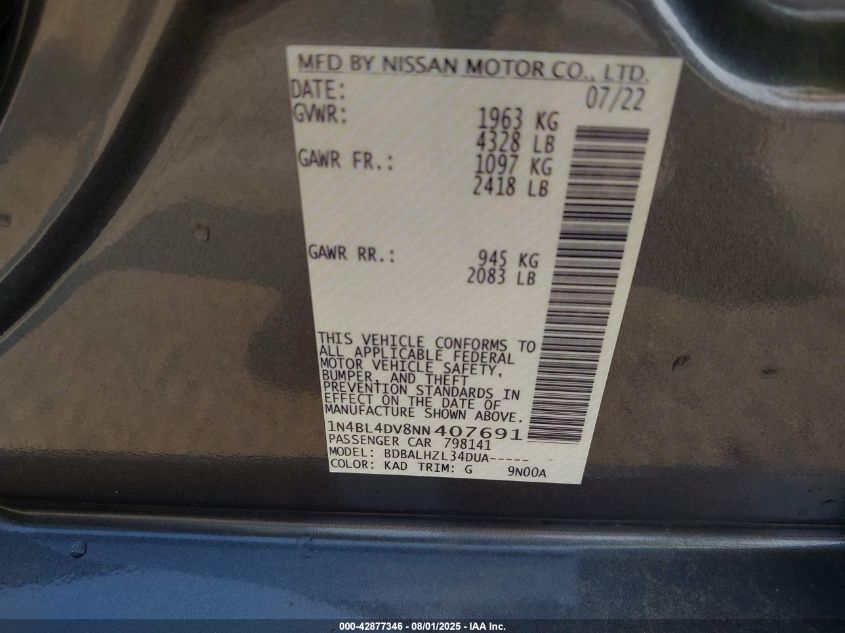 MFD BY NISSAN MOTOR CO., LTD.
DATE: 07/22
GVWR: 1963 KG
4328 LB
GAWR FR.: 1097 KG
2418 LB
GAWR RR.: 945 KG
2083 LB
THIS VEHICLE CONFORMS TO
ALL APPLICABLE FEDERAL
MOTOR VEHICLE SAFETY,
BUMPER, AND THEFT
PREVENTION STANDARDS IN
EFFECT ON THE DATE OF
MANUFACTURE SHOWN ABOVE.
1N4BL4DV8NN407691
PASSENGER CAR 798141
MODEL: BDBALHZL34DUA-----
COLOR: KAD TRIM: G 9N00A
000-42877346 - 08/01/2025 - IAA Inc.